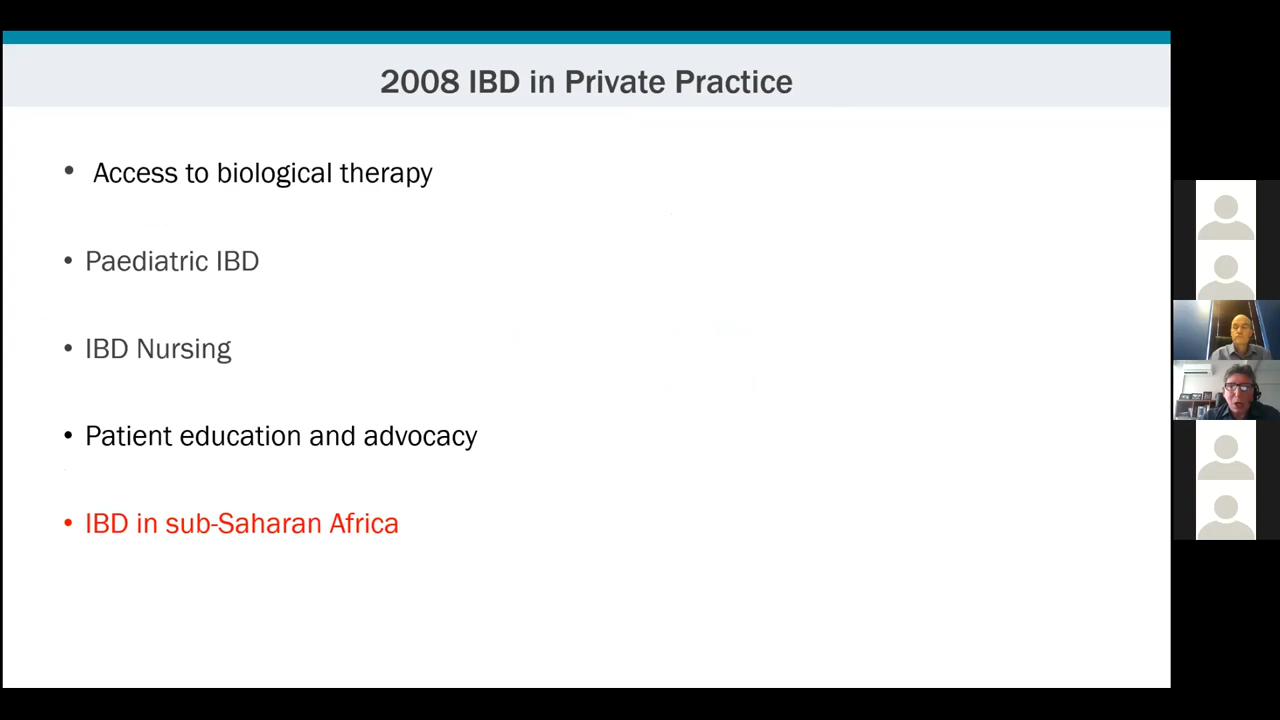 2008 IBD in Private Practice
• Access to biological therapy
• Paediatric IBD
• IBD Nursing
• Patient education and advocacy
• IBD in sub-Saharan Africa